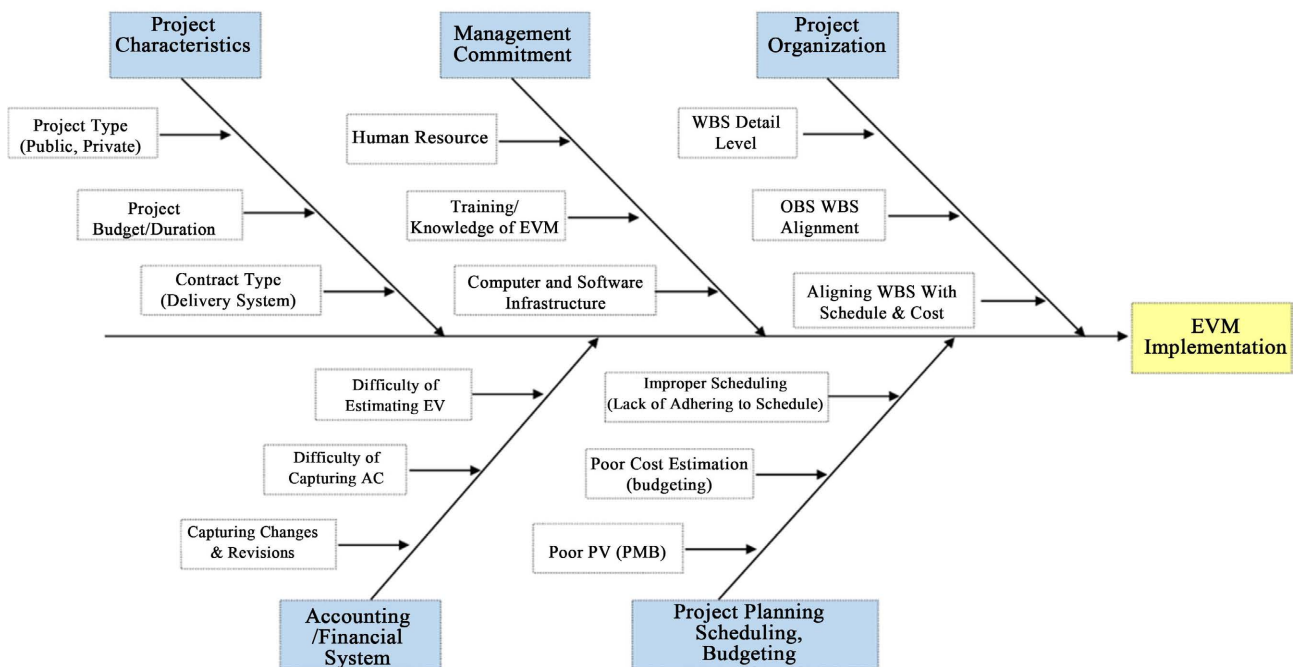 Project
Characteristics
Management
Commitment
Project
Organization
Project Type
(Public, Private)
Human Resource
WBS Detail
Level
Project
Budget/Duration
Training/
Knowledge of EVM
OBS WBS
Alignment
Contract Type
(Delivery System)
Computer and Software
Infrastructure
Aligning WBS With
Schedule & Cost
EVM
Implementation
Difficulty of
Estimating EV
Improper Scheduling
(Lack of Adhering to Schedule)
Difficulty of
Capturing AC
Poor Cost Estimation
(budgeting)
Capturing Changes
& Revisions
Poor PV (PMB)
Accounting
/Financial
System
Project Planning
Scheduling,
Budgeting